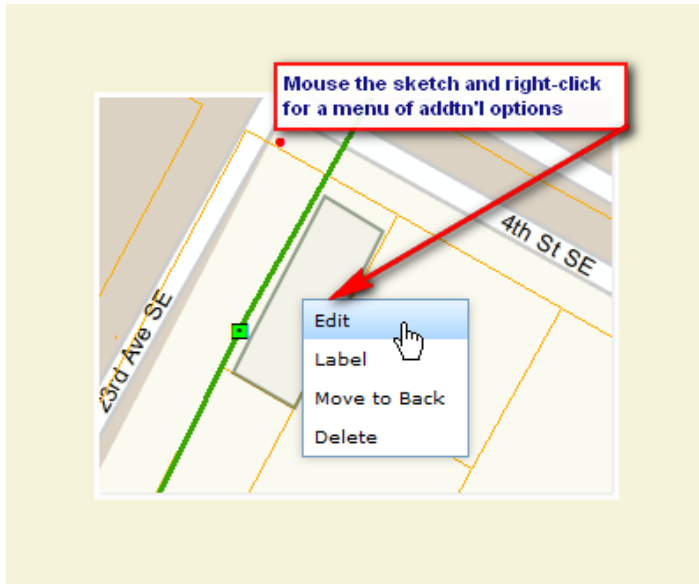 Mouse the sketch and right-click
for a menu of addtn'l options
4th St SE
23rd Ave SE
Edit
Label
Move to Back
Delete